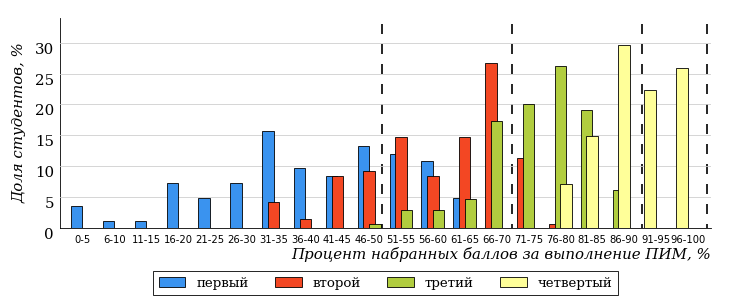 Доля студентов, %
30
25
20
15
10
5
0
0-5 6-10 11-15 16-20 21-25 26-30 31-35 36-40 41-45 46-50 51-55 56-60 61-65 66-70 71-75 76-80 81-85 86-90 91-95 96-100
Процент набранных баллов за выполнение ПИМ, %
первый второй третий четвертый